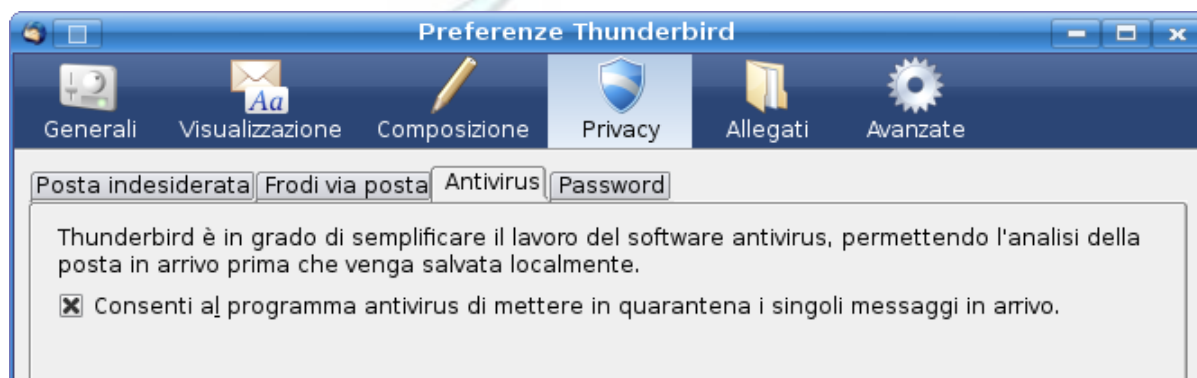 Preferenze Thunderbird
Aa
Generali Visualizzazione Composizione Privacy Allegati Avanzate
Posta indesiderata Frodi via posta Antivirus Password
Thunderbird è in grado di semplificare il lavoro del software antivirus, permettendo l'analisi della
posta in arrivo prima che venga salvata localmente.
Consenti al programma antivirus di mettere in quarantena i singoli messaggi in arrivo.